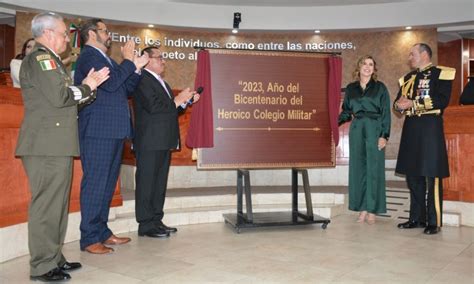 "Entre los individuos, como entre las naciones,
"2023, Año del
Bicentenario del
Heroico Colegio Militar"